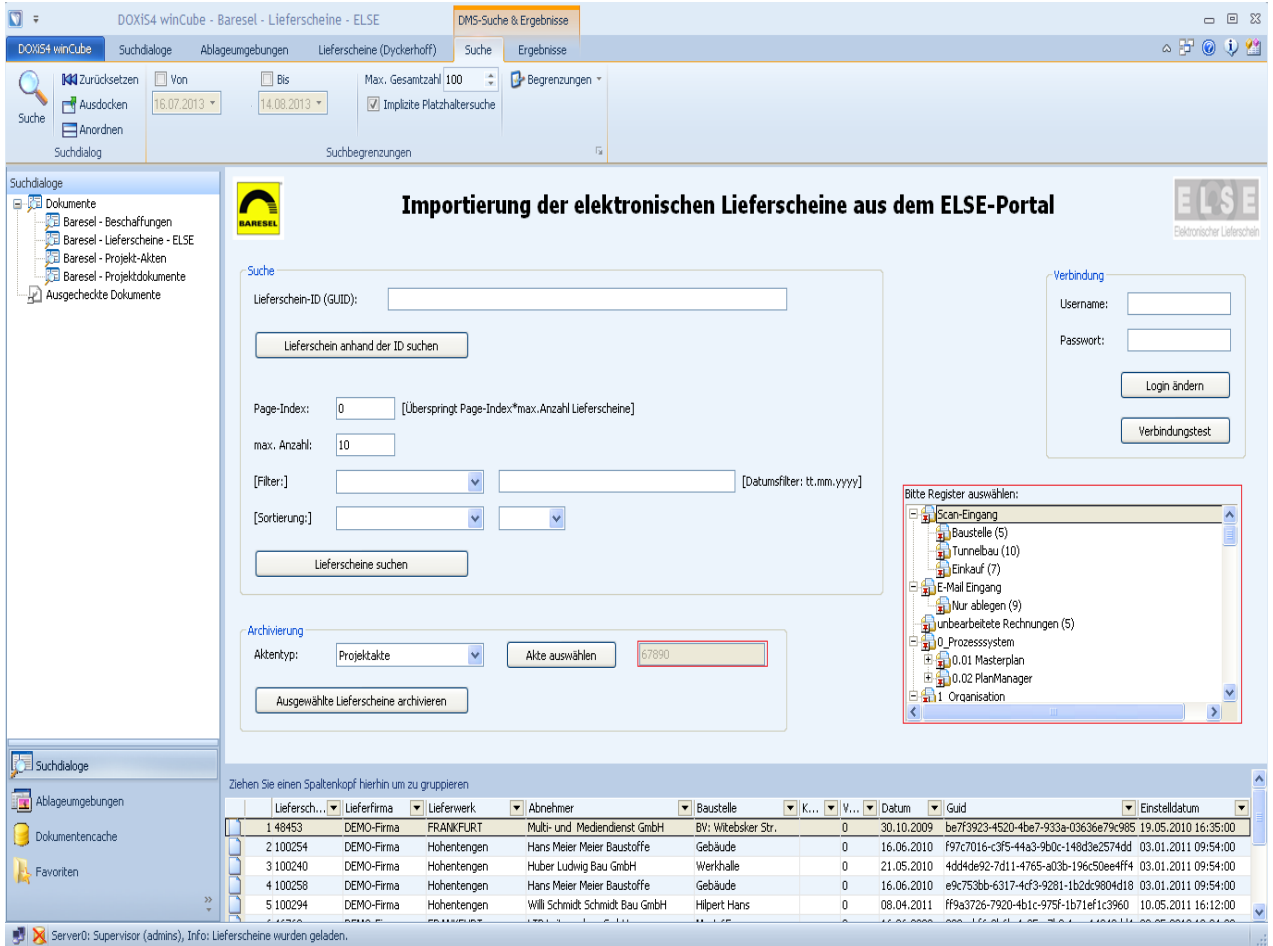 DOXiS4 winCube - Baresel - Lieferscheine - ELSE
DMS-Suche & Ergebnisse
DOXiS4 winCube Suchdialoge Ablageumgebungen Lieferscheine (Dyckerhoff) Suche Ergebnisse
Suche
Zurücksetzen
Ausdocken
Anordnen
Suchdialog
Von
16.07.2013
Bis
14.08.2013
Max. Gesamtzahl 100
Implizite Platzhaltersuche
Begrenzungen
Suchbegrenzungen
Suchdialoge
Dokumente
Baresel - Beschaffungen
Baresel - Lieferscheine - ELSE
Baresel - Projekt-Akten
Baresel - Projektdokumente
Ausgecheckte Dokumente
BARESEL
Importierung der elektronischen Lieferscheine aus dem ELSE-Portal
ELSE
Elektronischer Lieferschein
Suche
Lieferschein-ID (GUID):
Lieferschein anhand der ID suchen
Page-Index: 0 [Überspringt Page-Index*max.Anzahl Lieferscheine]
max. Anzahl: 10
[Filter:] [Datumsfilter: tt.mm.yyyy]
[Sortierung:]
Lieferscheine suchen
Verbindung
Username:
Passwort:
Login ändern
Verbindungstest
Bitte Register auswählen:
Scan-Eingang
Baustelle (5)
Tunnelbau (10)
Einkauf (7)
E-Mail Eingang
Nur ablegen (9)
unbearbeitete Rechnungen (5)
0_Prozesssystem
0.01 Masterplan
0.02 PlanManager
1_Organisation
Archivierung
Aktentyp: Projektakte Akte auswählen 67890
Ausgewählte Lieferscheine archivieren
Suchdialoge
Ablageumgebungen
Dokumentencache
Favoriten
Ziehen Sie einen Spaltenkopf hierhin um zu gruppieren
Liefersch... Lieferfirma Lieferwerk Abnehmer Baustelle K... V... Datum Guid Einstelldatum
1 48453 DEMO-Firma FRANKFURT Multi- und Mediendienst GmbH BV: Witebsker Str. 0 30.10.2009 be7f3923-4520-4be7-933a-03636e79c985 19.05.2010 16:35:00
2 100254 DEMO-Firma Hohentengen Hans Meier Meier Baustoffe Gebäude 0 16.06.2010 f97c7016-c3f5-44a3-9b0c-148d3e2574dd 03.01.2011 09:54:00
3 100240 DEMO-Firma Hohentengen Huber Ludwig Bau GmbH Werkhalle 0 21.05.2010 4dd4de92-7d11-4765-a03b-196c50ee4ff4 03.01.2011 09:54:00
4 100258 DEMO-Firma Hohentengen Hans Meier Meier Baustoffe Gebäude 0 16.06.2010 e9c753bb-6317-4cf3-9281-1b2dc9804d18 03.01.2011 09:54:00
5 100294 DEMO-Firma Hohentengen Willi Schmidt Schmidt Bau GmbH Hilpert Hans 0 08.04.2011 ff9a3726-7920-4b1c-975f-1b71ef1c3960 10.05.2011 16:12:00
Server0: Supervisor (admins), Info: Lieferscheine wurden geladen.